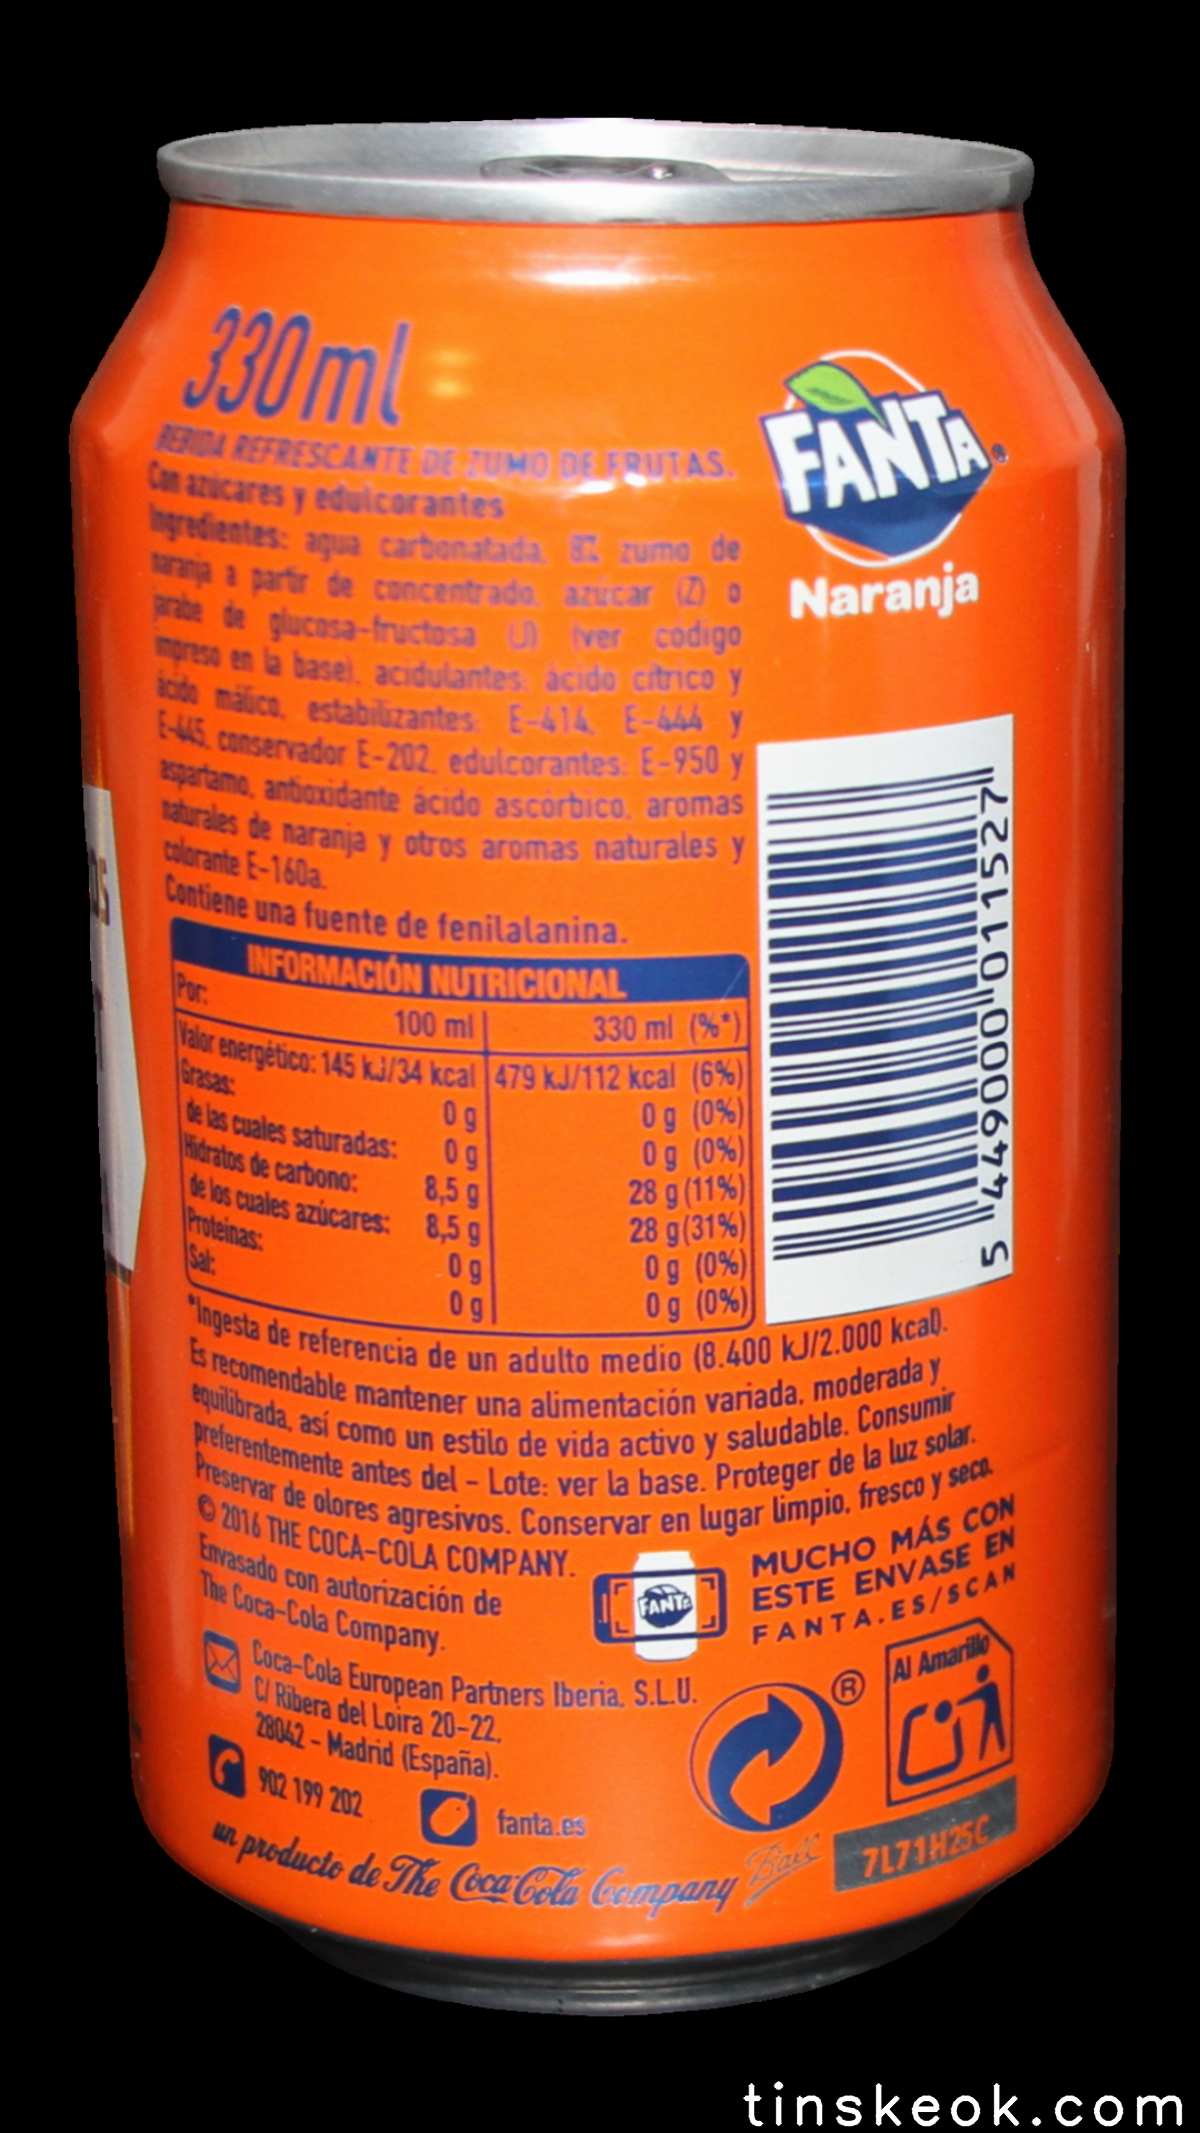 330ml
BEBIDA REFRESCANTE DE ZUMO DE FRUTAS.
Con azúcares y edulcorantes
Ingredientes: agua carbonatada, 8% zumo de
naranja a partir de concentrado, azúcar (Z) o
jarabe de glucosa-fructosa (J) (ver código
impreso en la base), acidulantes: ácido cítrico y
ácido málico, estabilizantes: E-414, E-444 y
E-445, conservador E-202, edulcorantes: E-950 y
aspartamo, antioxidante ácido ascórbico, aromas
naturales de naranja y otros aromas naturales y
colorante E-160a.
Contiene una fuente de fenilalanina.
FANTA®
Naranja
INFORMACIÓN NUTRICIONAL
Por: 100 ml 330 ml (%*)
Valor energético: 145 kJ/34 kcal 479 kJ/112 kcal (6%)
Grasas: 0 g 0 g (0%)
de las cuales saturadas: 0 g 0 g (0%)
Hidratos de carbono: 8,5 g 28 g (11%)
de los cuales azúcares: 8,5 g 28 g (31%)
Proteínas: 0 g 0 g (0%)
Sal: 0 g 0 g (0%)
5 449000 011527
*Ingesta de referencia de un adulto medio (8.400 kJ/2.000 kcal).
Es recomendable mantener una alimentación variada, moderada y
equilibrada, así como un estilo de vida activo y saludable. Consumir
preferentemente antes del - Lote: ver la base. Proteger de la luz solar.
Preservar de olores agresivos. Conservar en lugar limpio, fresco y seco.
© 2016 THE COCA-COLA COMPANY.
Envasado con autorización de
The Coca-Cola Company.
FANTA
MUCHO MÁS CON
ESTE ENVASE EN
FANTA.ES/SCAN
Coca-Cola European Partners Iberia, S.L.U.
C/ Ribera del Loira 20-22,
28042 - Madrid (España).
902 199 202
fanta.es
®
Al Amarillo
un producto de The Coca-Cola Company
Ball
7L71H25C
tinskeok.com